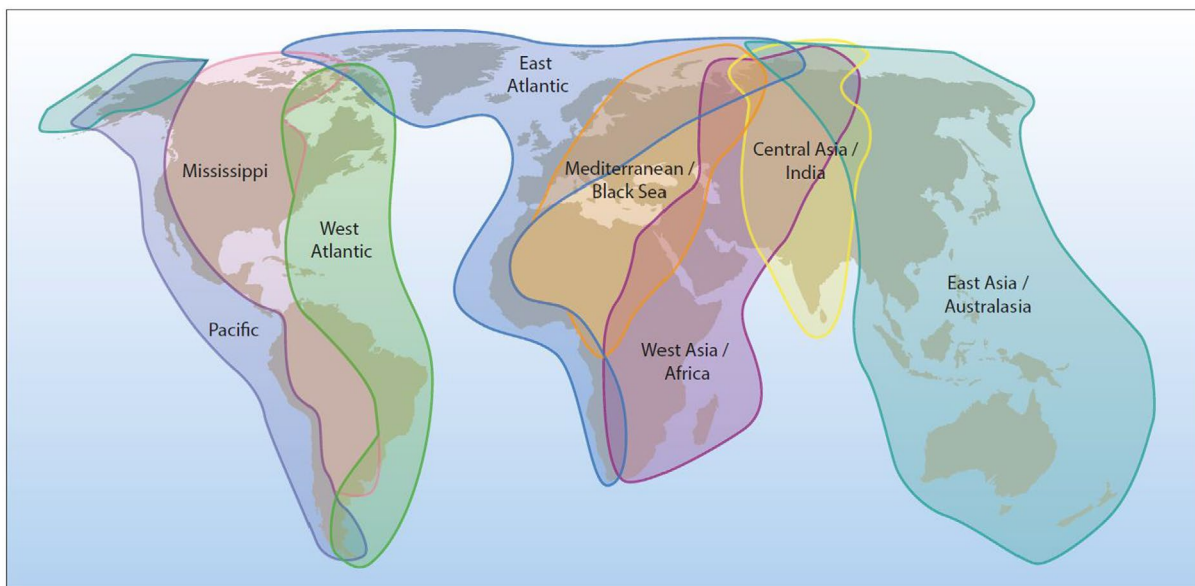 East
Atlantic
Mississippi
Mediterranean /
Black Sea
Central Asia /
India
West
Atlantic
East Asia /
Australasia
Pacific
West Asia /
Africa